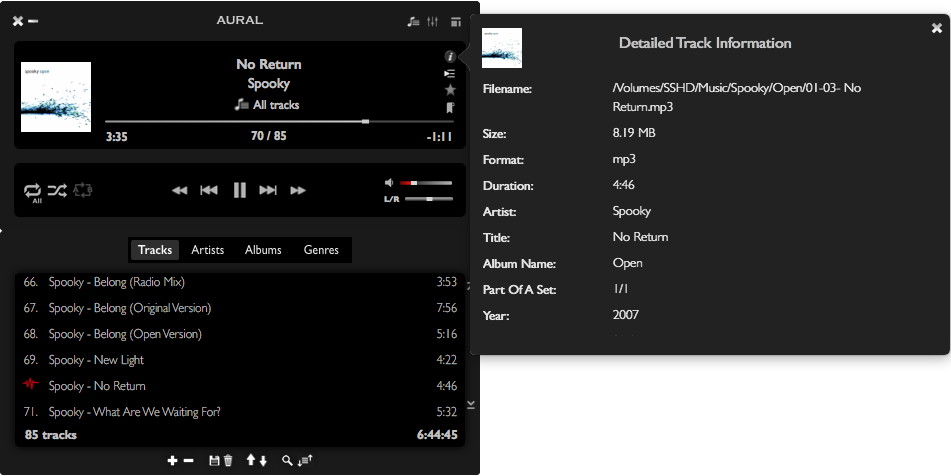 AURAL
No Return
Spooky
All tracks
3:35 70 / 85 -1:11
All A B L/R
Tracks Artists Albums Genres
66. Spooky - Belong (Radio Mix) 3:53
67. Spooky - Belong (Original Version) 7:56
68. Spooky - Belong (Open Version) 5:16
69. Spooky - New Light 4:22
Spooky - No Return 4:46
71. Spooky - What Are We Waiting For? 5:32
85 tracks 6:44:45
spooky open
Detailed Track Information
Filename: /Volumes/SSHD/Music/Spooky/Open/01-03- No
Return.mp3
Size: 8.19 MB
Format: mp3
Duration: 4:46
Artist: Spooky
Title: No Return
Album Name: Open
Part Of A Set: 1/1
Year: 2007